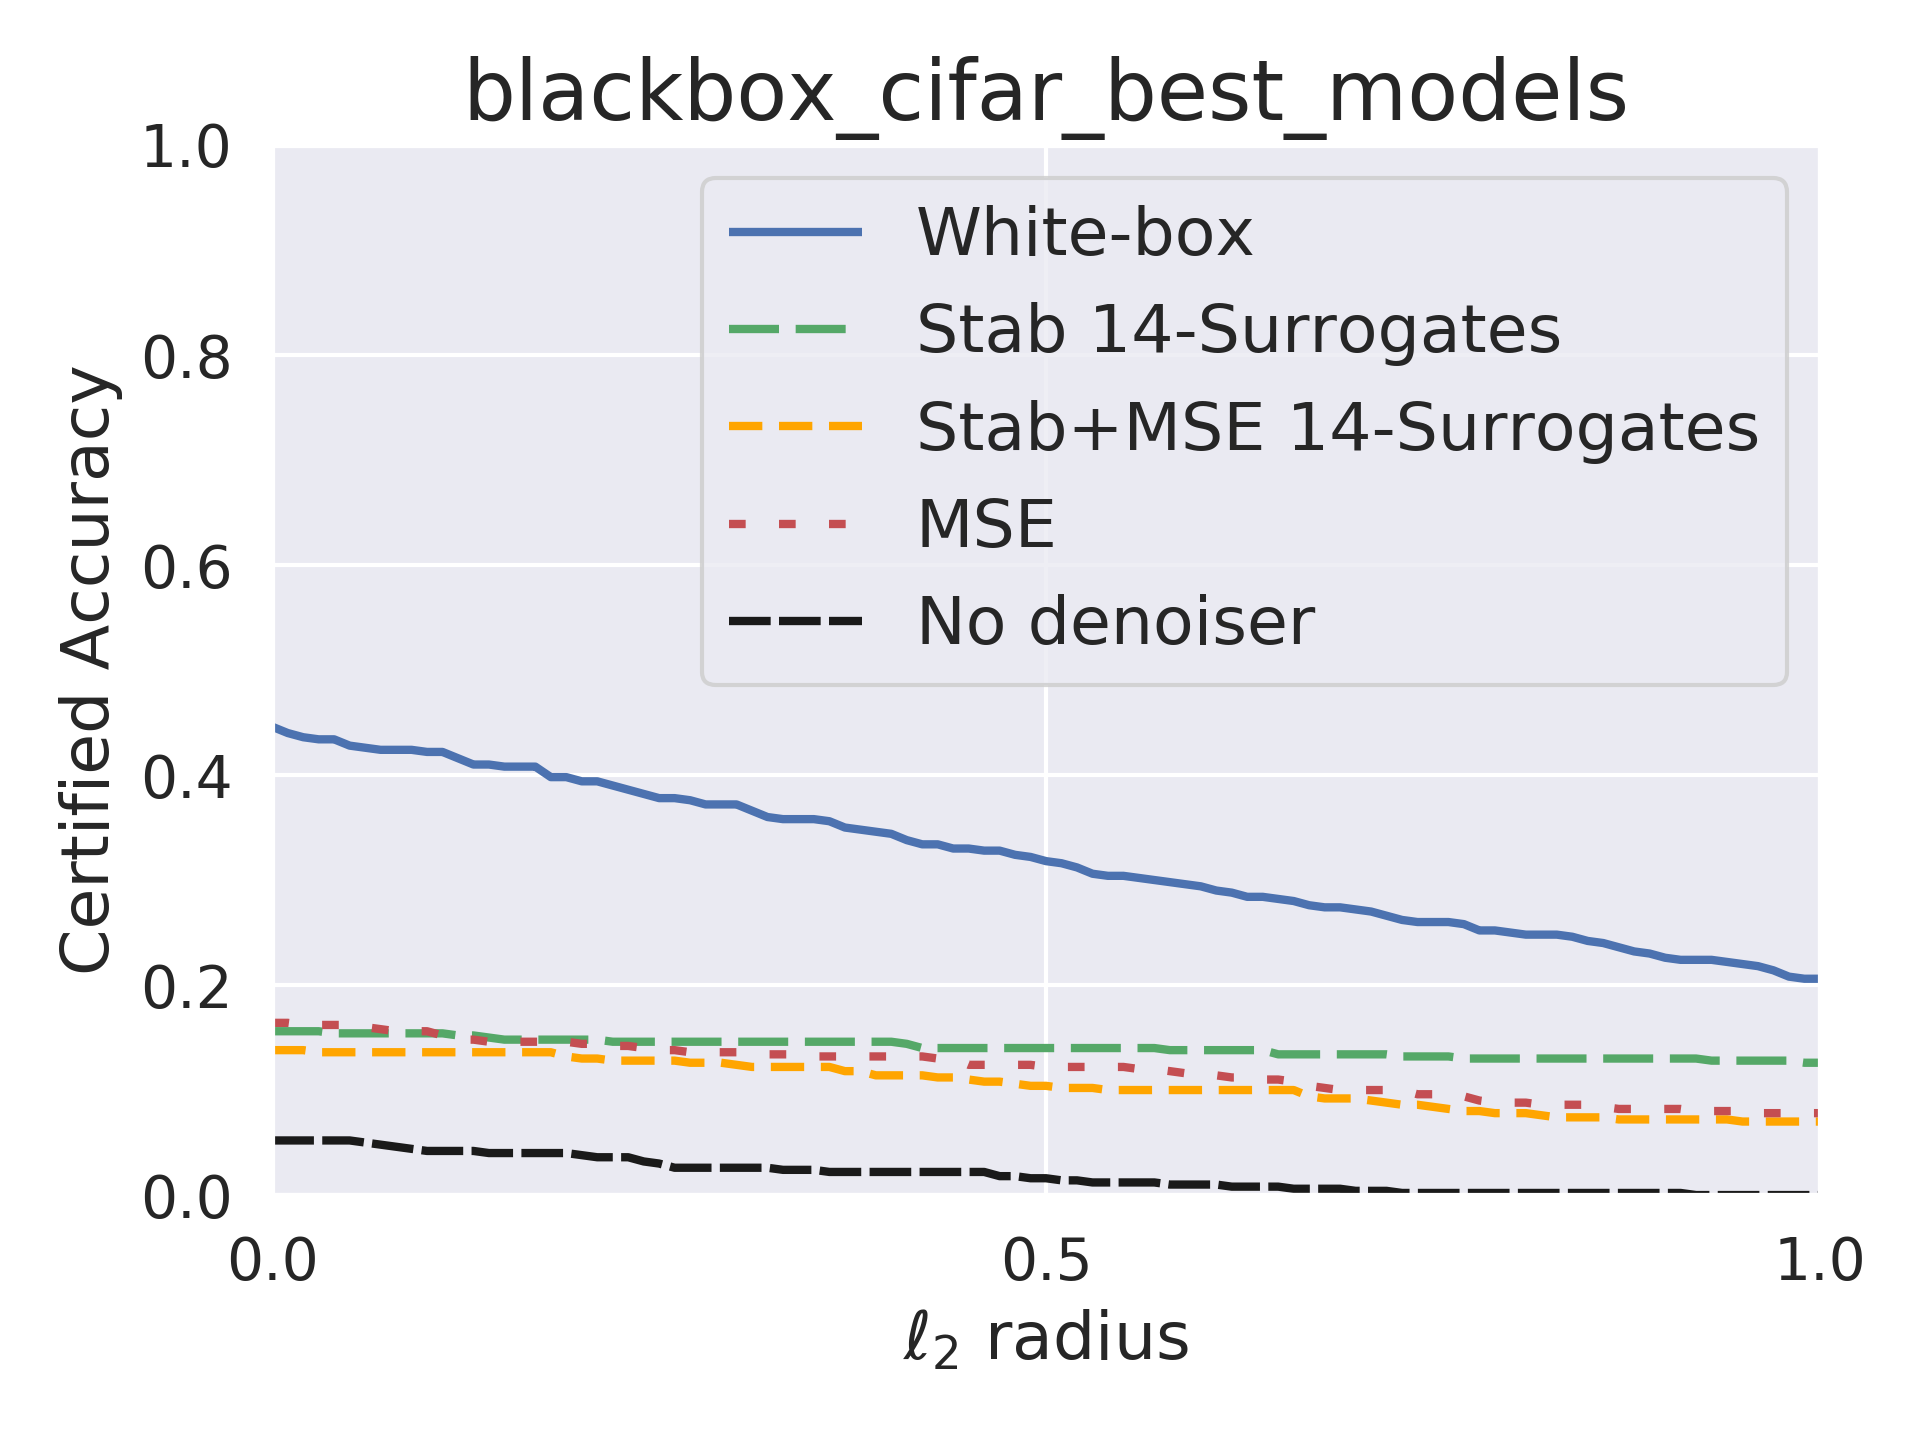 blackbox_cifar_best_models
1.0
0.8
0.6
0.4
0.2
0.0
Certified Accuracy
White-box
Stab 14-Surrogates
Stab+MSE 14-Surrogates
MSE
No denoiser
0.0 0.5 1.0
ℓ₂ radius